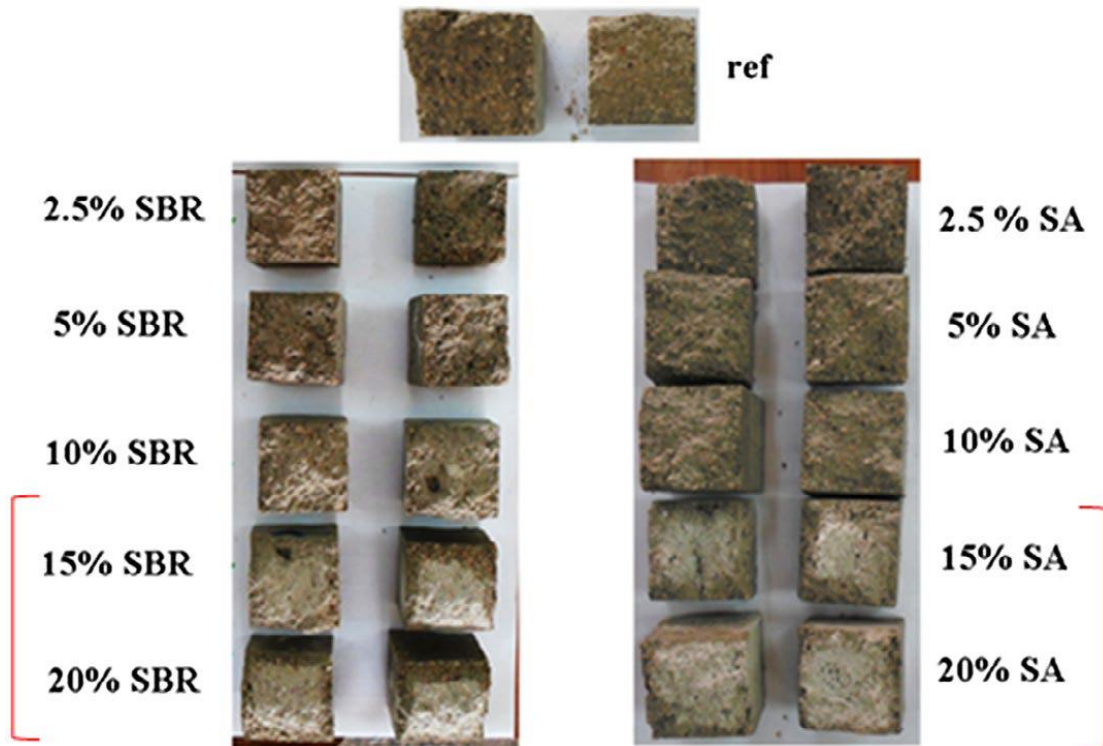 ref
2.5% SBR
5% SBR
10% SBR
15% SBR
20% SBR
2.5 % SA
5% SA
10% SA
15% SA
20% SA